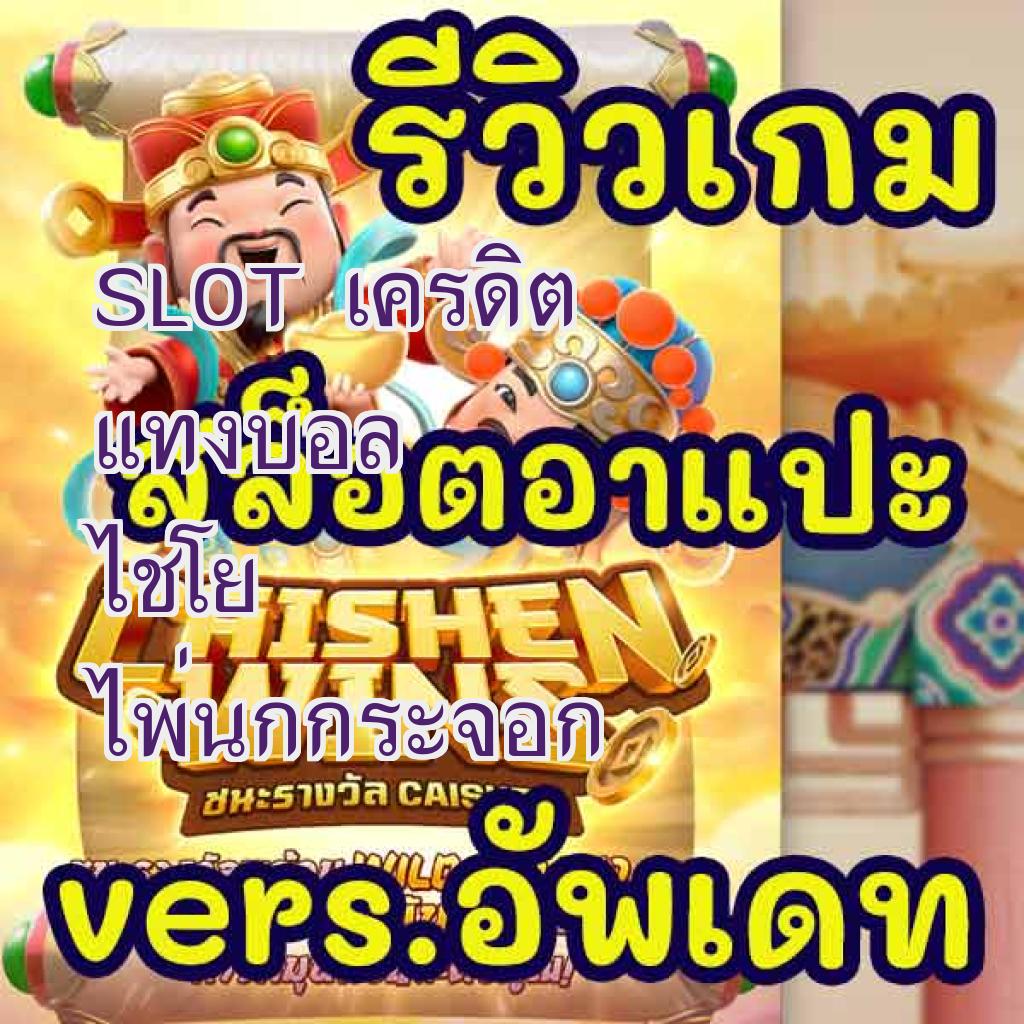 รีวิวเกม
SLOT เครดิต
แทงบอล
สล็อตอาแปะ
ไชโย
CAISHEN
WINS
ไพ่นกกระจอก
ชนะรางวัล
vers.อัพเดท